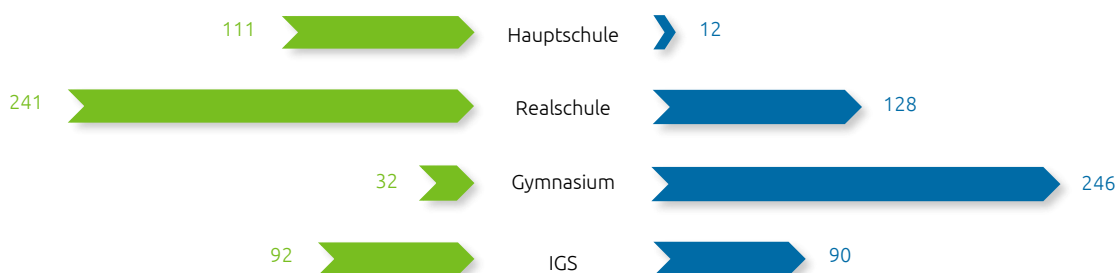 111 Hauptschule 12
241 Realschule 128
32 Gymnasium 246
92 IGS 90